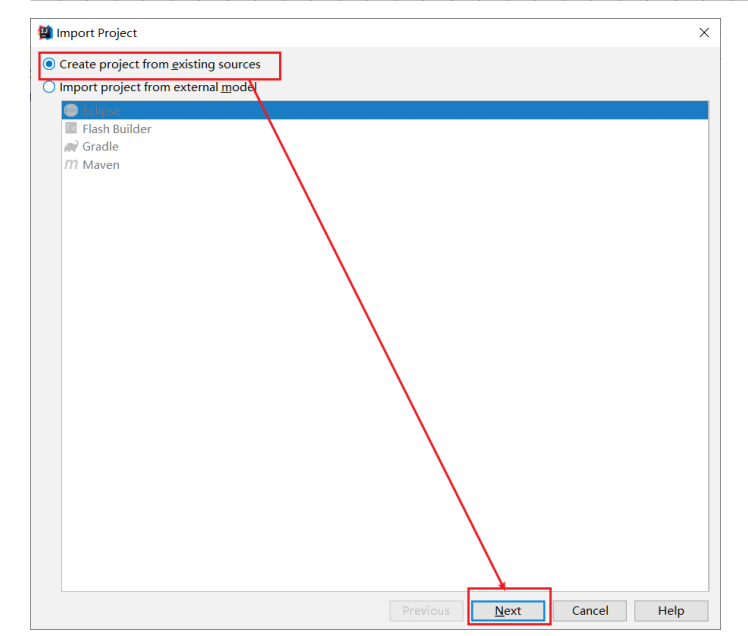 Import Project
Create project from existing sources
Import project from external model
Eclipse
Flash Builder
Gradle
Maven
Previous Next Cancel Help